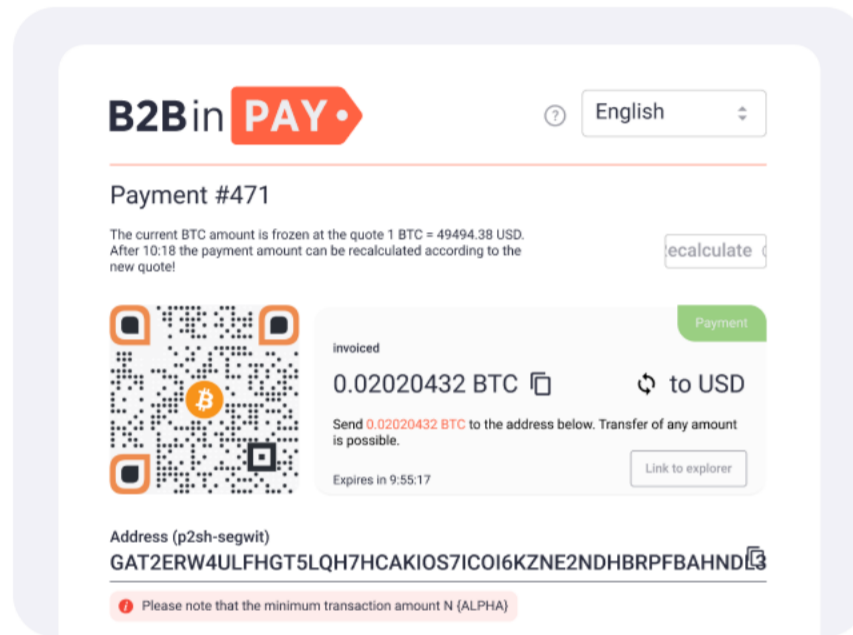 B2Bin PAY
? English
Payment #471
The current BTC amount is frozen at the quote 1 BTC = 49494.38 USD.
After 10:18 the payment amount can be recalculated according to the
new quote!
ecalculate
Payment
invoiced
0.02020432 BTC
to USD
Send 0.02020432 BTC to the address below. Transfer of any amount
is possible.
Link to explorer
Expires in 9:55:17
Address (p2sh-segwit)
GAT2ERW4ULFHGT5LQH7HCAKIOS7ICOI6KZNE2NDHBRPFBAHNDL3
Please note that the minimum transaction amount N {ALPHA}